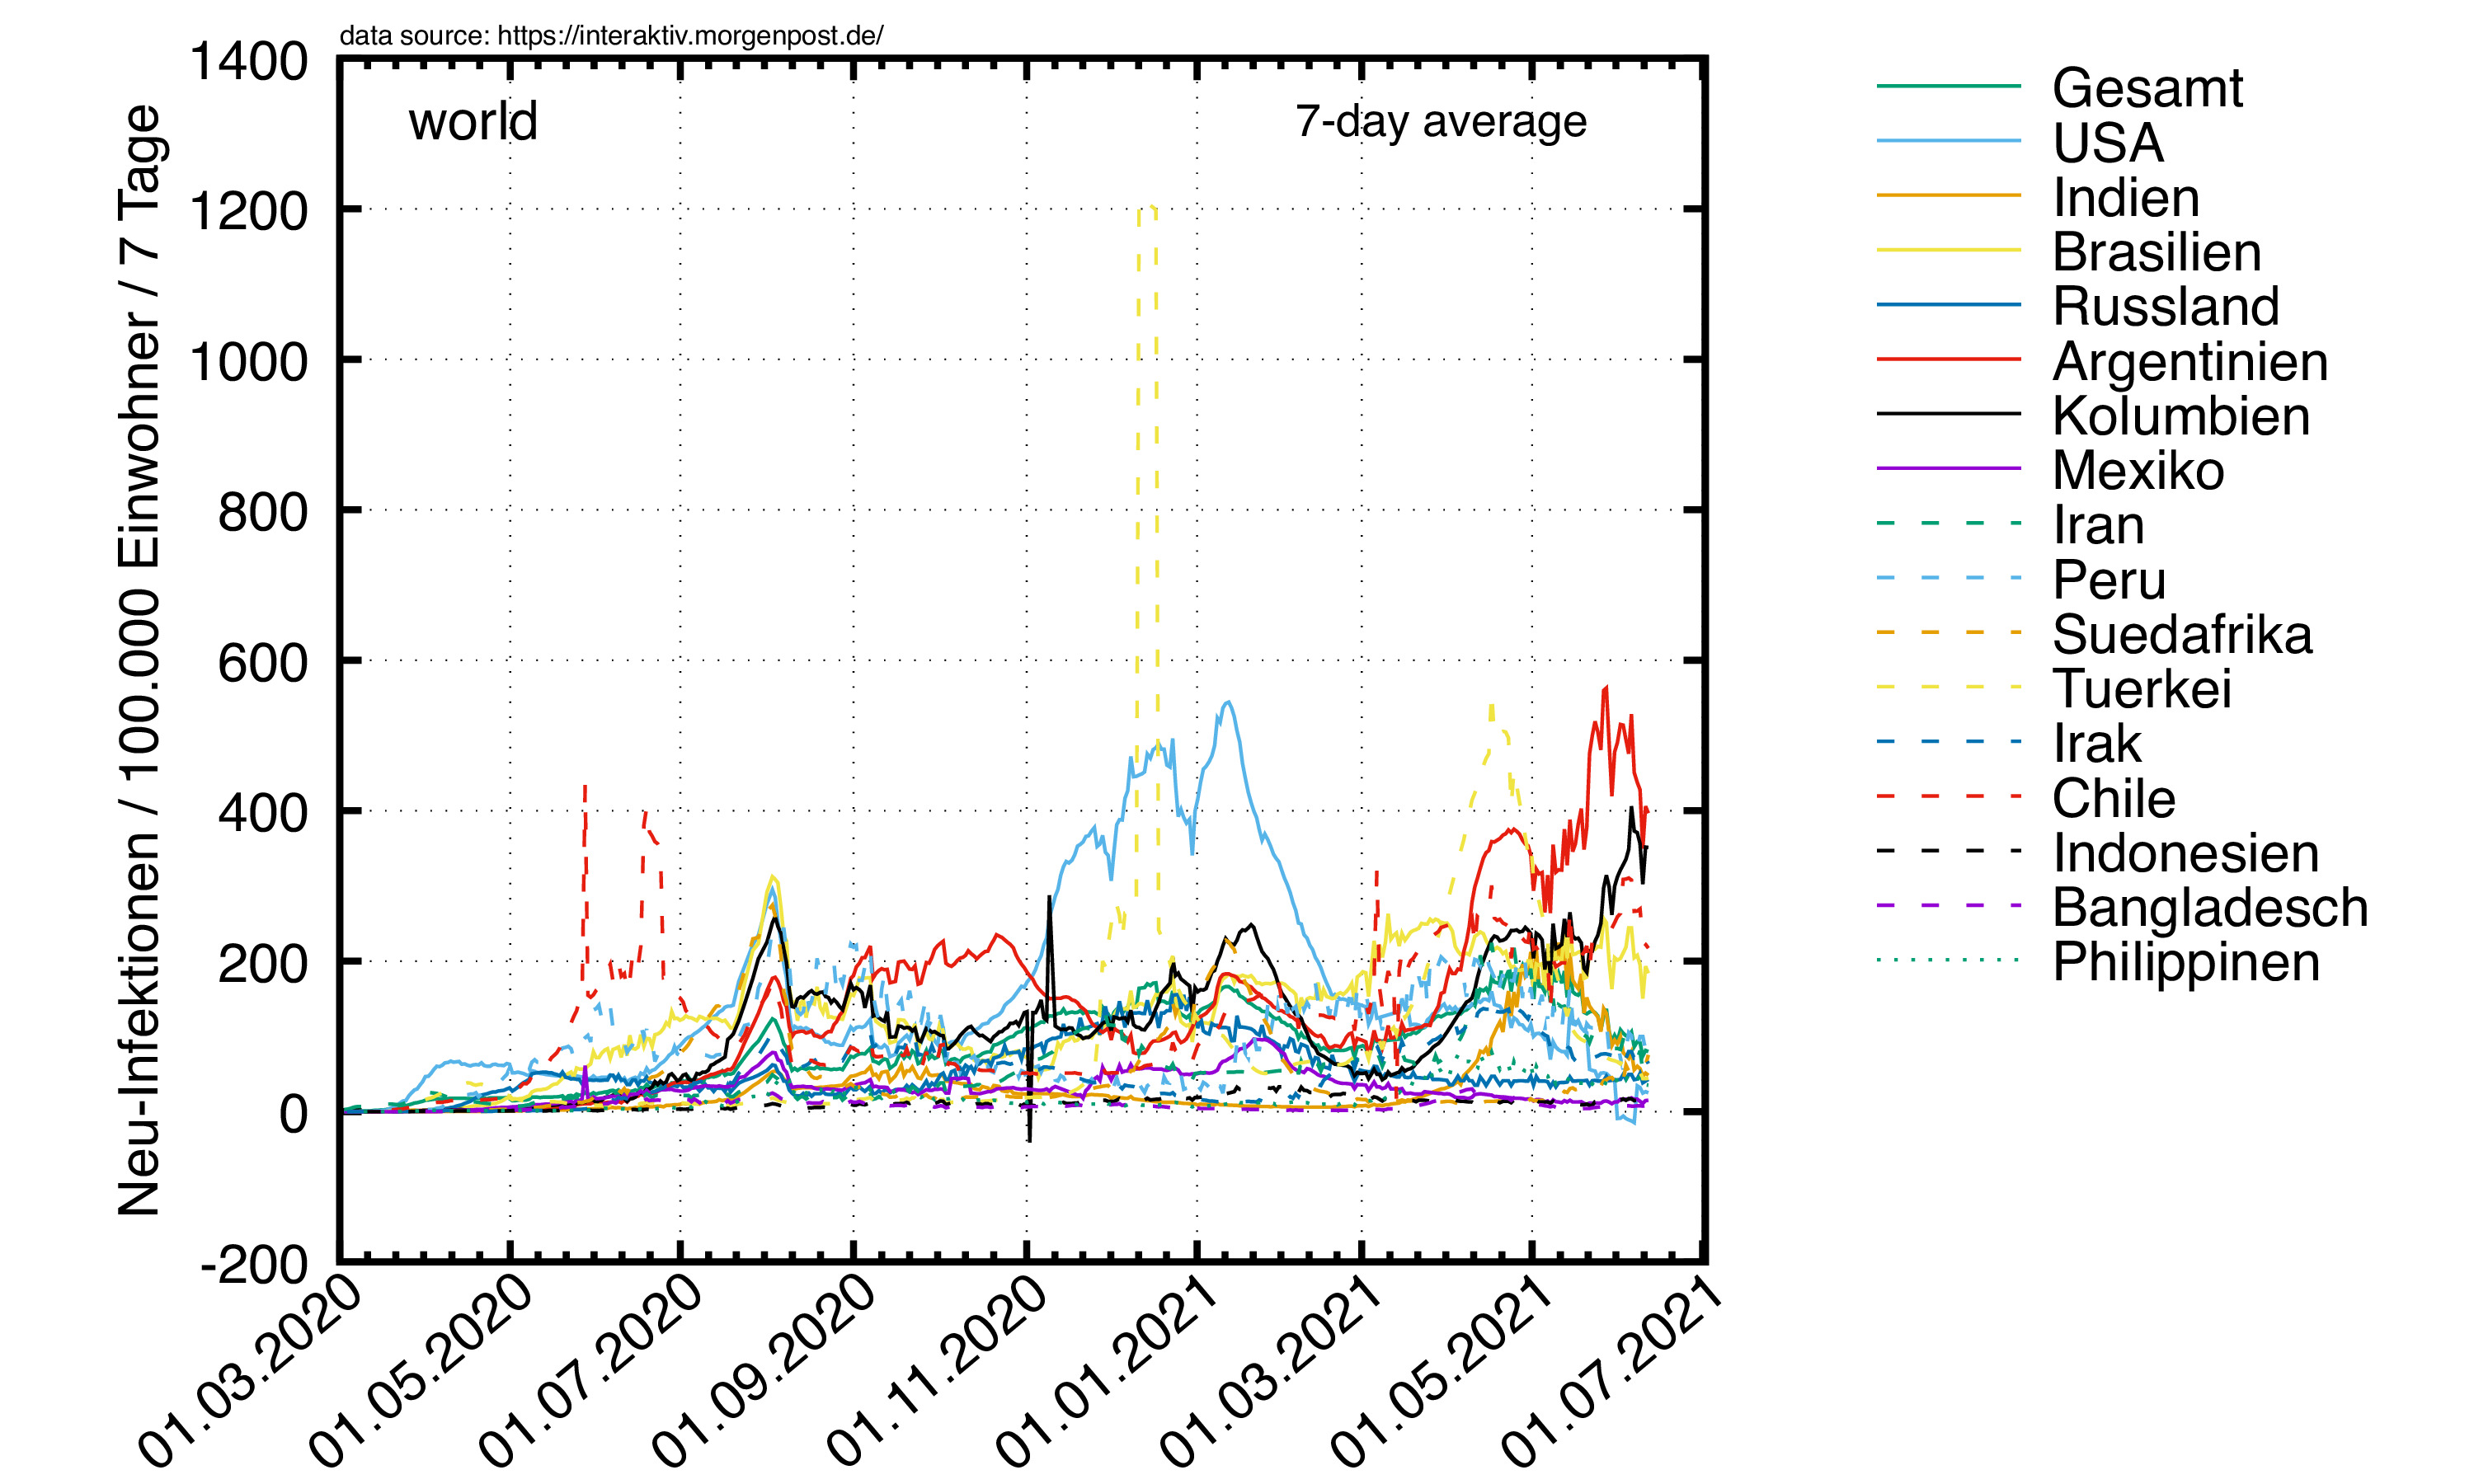 data source: https://interaktiv.morgenpost.de/
world
7-day average
Neu-Infektionen / 100.000 Einwohner / 7 Tage
1400
1200
1000
800
600
400
200
0
-200
01.03.2020
01.05.2020
01.07.2020
01.09.2020
01.11.2020
01.01.2021
01.03.2021
01.05.2021
01.07.2021
Gesamt
USA
Indien
Brasilien
Russland
Argentinien
Kolumbien
Mexiko
Iran
Peru
Suedafrika
Tuerkei
Irak
Chile
Indonesien
Bangladesch
Philippinen